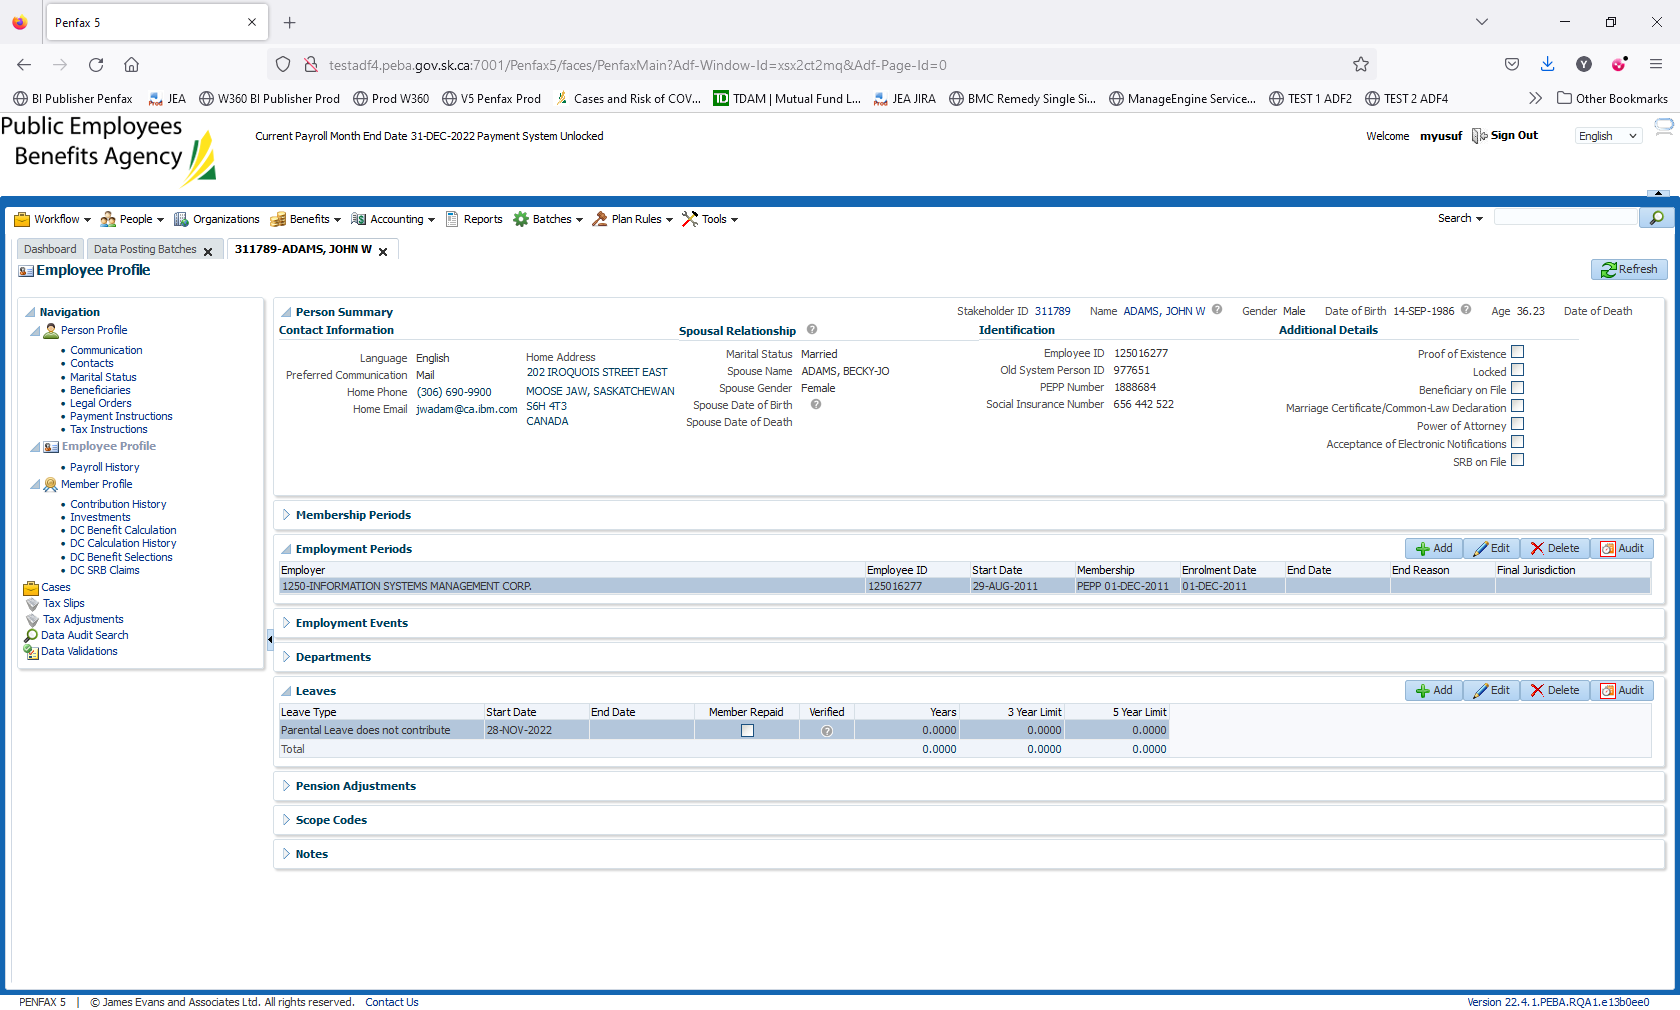 Penfax 5
testadf4.peba.gov.sk.ca:7001/Penfax5/faces/PenfaxMain?Adf-Window-Id=xsx2ct2mq&Adf-Page-Id=0
BI Publisher Penfax JEA W360 BI Publisher Prod Prod W360 V5 Penfax Prod Cases and Risk of COV... TDAM | Mutual Fund L... JEA JIRA BMC Remedy Single Si... ManageEngine Service... TEST 1 ADF2 TEST 2 ADF4 Other Bookmarks
Public Employees
Benefits Agency
Current Payroll Month End Date 31-DEC-2022 Payment System Unlocked
Welcome myusuf Sign Out English
Workflow People Organizations Benefits Accounting Reports Batches Plan Rules Tools Search
Dashboard Data Posting Batches 311789-ADAMS, JOHN W
Employee Profile
Refresh
Navigation
Person Profile
Communication
Contacts
Marital Status
Beneficiaries
Legal Orders
Payment Instructions
Tax Instructions
Employee Profile
Payroll History
Member Profile
Contribution History
Investments
DC Benefit Calculation
DC Calculation History
DC Benefit Selections
DC SRB Claims
Cases
Tax Slips
Tax Adjustments
Data Audit Search
Data Validations
Person Summary
Stakeholder ID 311789 Name ADAMS, JOHN W Gender Male Date of Birth 14-SEP-1986 Age 36.23 Date of Death
Contact Information
Language English
Preferred Communication Mail
Home Phone (306) 690-9900
Home Email jwadam@ca.ibm.com
Home Address
202 IROQUOIS STREET EAST
MOOSE JAW, SASKATCHEWAN
S6H 4T3
CANADA
Spousal Relationship
Marital Status Married
Spouse Name ADAMS, BECKY-JO
Spouse Gender Female
Spouse Date of Birth
Spouse Date of Death
Identification
Employee ID 125016277
Old System Person ID 977651
PEPP Number 1888684
Social Insurance Number 656 442 522
Additional Details
Proof of Existence
Locked
Beneficiary on File
Marriage Certificate/Common-Law Declaration
Power of Attorney
Acceptance of Electronic Notifications
SRB on File
Membership Periods
Employment Periods
Add Edit Delete Audit
Employer Employee ID Start Date Membership Enrolment Date End Date End Reason Final Jurisdiction
1250-INFORMATION SYSTEMS MANAGEMENT CORP. 125016277 29-AUG-2011 PEPP 01-DEC-2011 01-DEC-2011
Employment Events
Departments
Leaves
Add Edit Delete Audit
Leave Type Start Date End Date Member Repaid Verified Years 3 Year Limit 5 Year Limit
Parental Leave does not contribute 28-NOV-2022 0.0000 0.0000 0.0000
Total 0.0000 0.0000 0.0000
Pension Adjustments
Scope Codes
Notes
PENFAX 5 | © James Evans and Associates Ltd. All rights reserved. Contact Us
Version 22.4.1.PEBA.RQA1.e13b0ee0